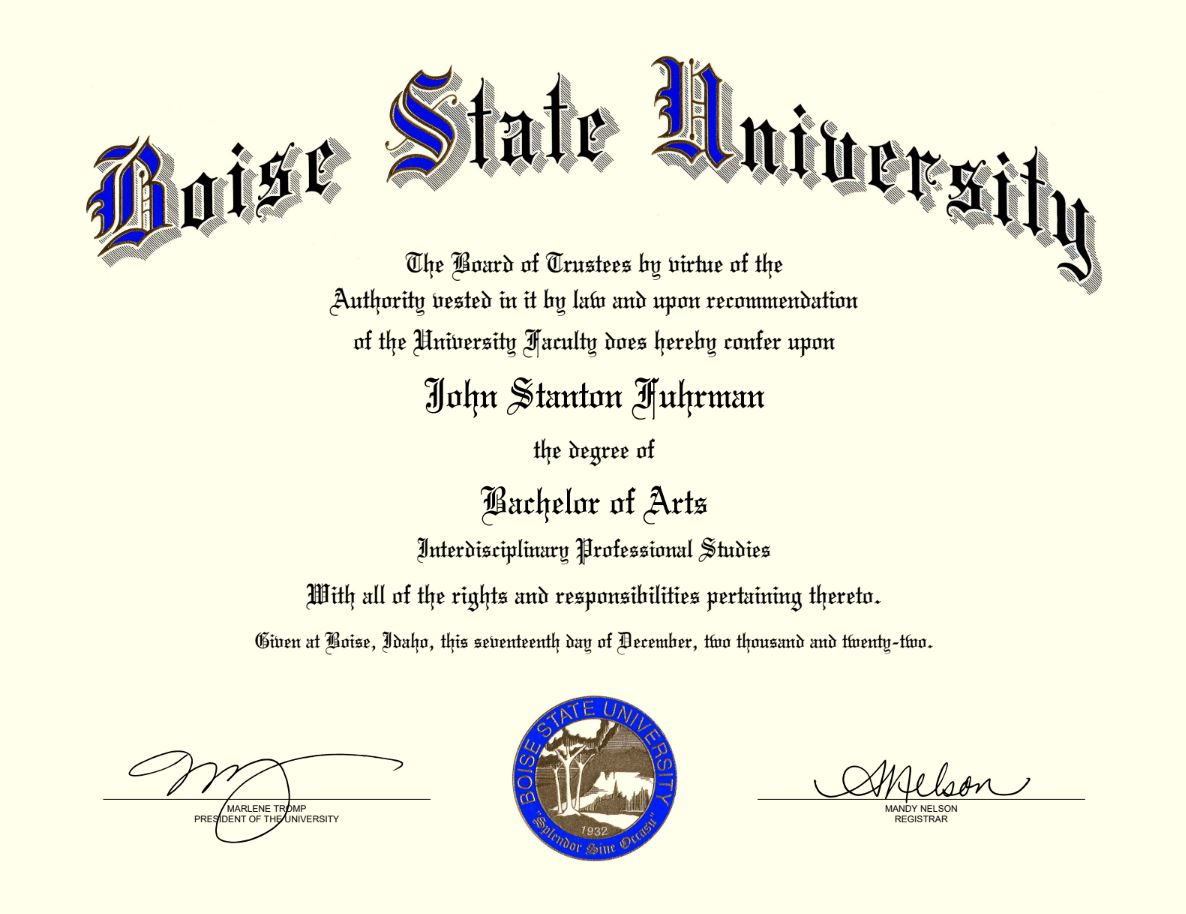 Boise State University
The Board of Trustees by virtue of the
Authority vested in it by law and upon recommendation
of the University Faculty does hereby confer upon
John Stanton Fuhrman
the degree of
Bachelor of Arts
Interdisciplinary Professional Studies
With all of the rights and responsibilities pertaining thereto.
Given at Boise, Idaho, this seventeenth day of December, two thousand and twenty-two.
BOISE STATE UNIVERSITY
1932
"Splendor Sine Occasu"
MARLENE TROMP
PRESIDENT OF THE UNIVERSITY
MNelson
MANDY NELSON
REGISTRAR